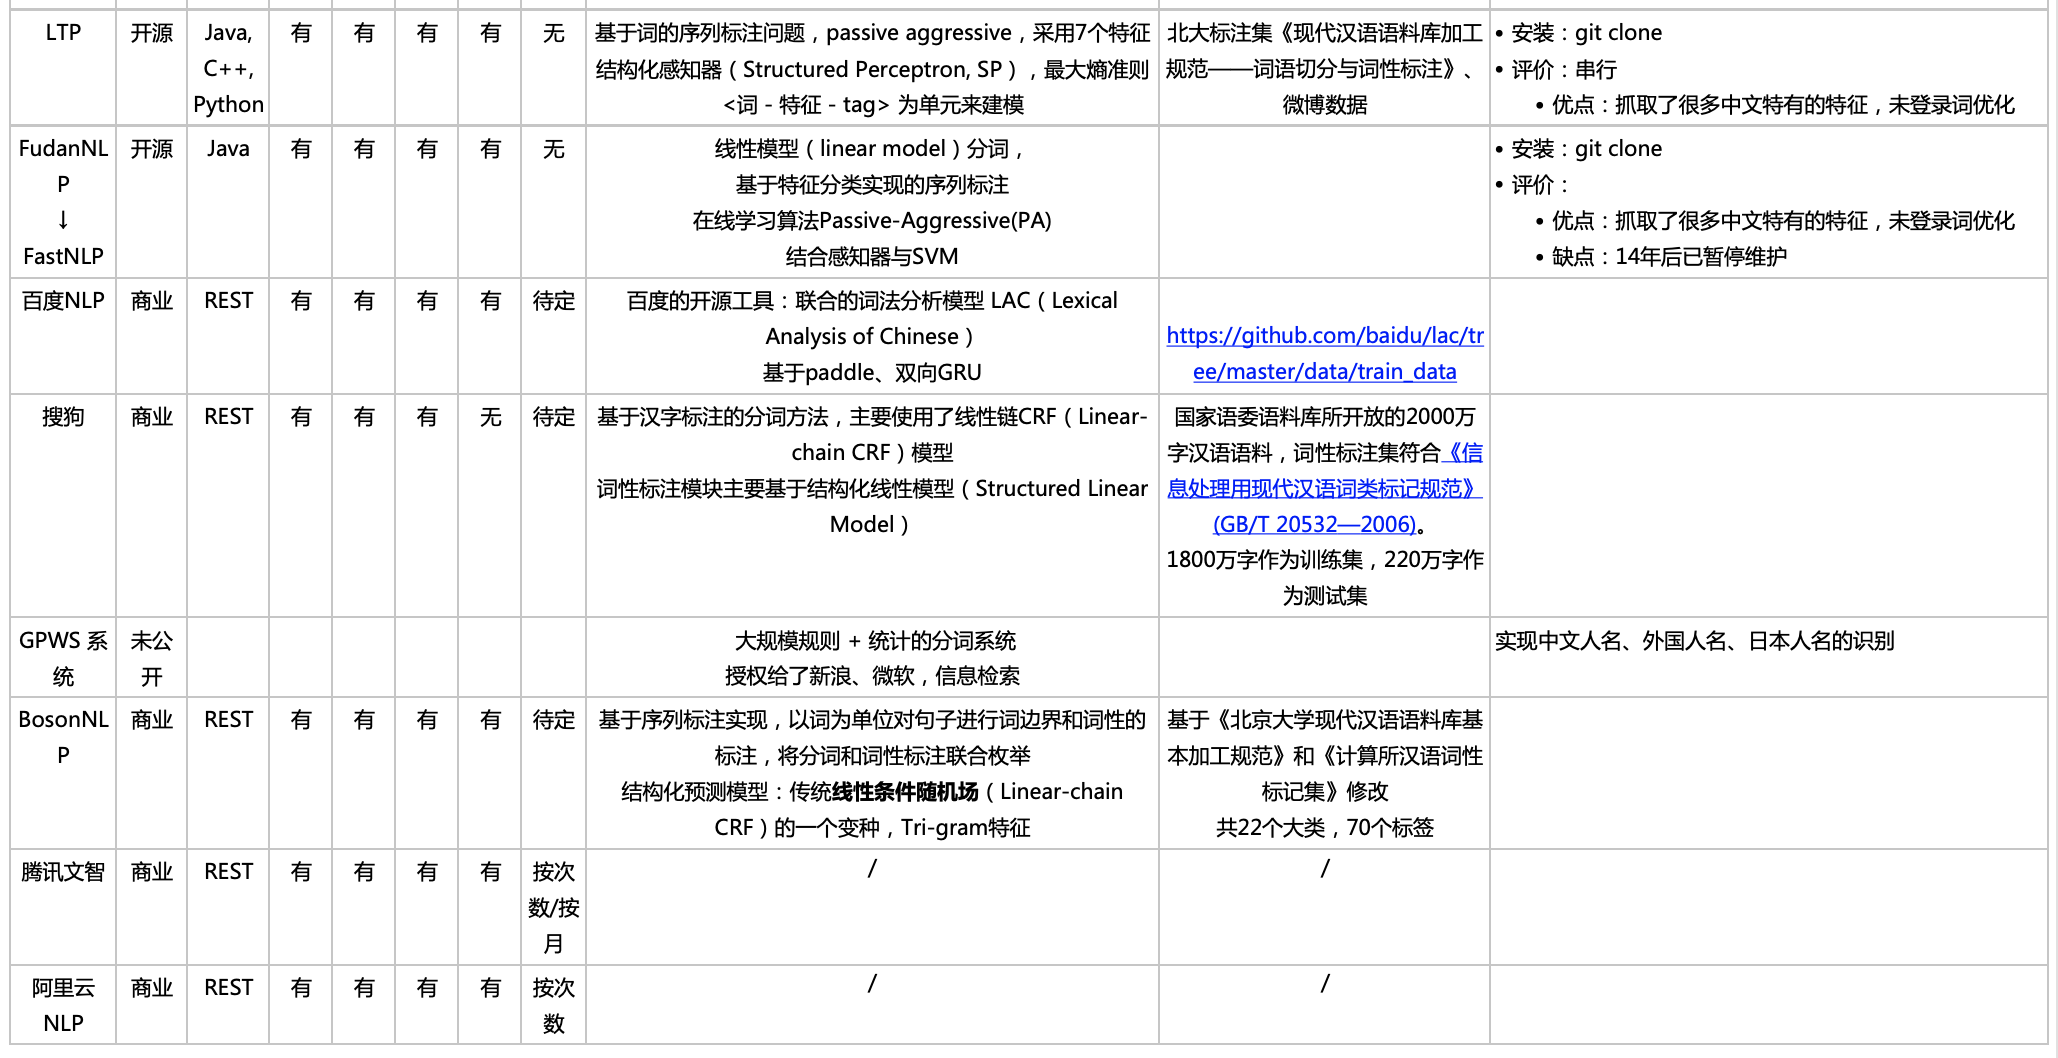 LTP
开源
Java,
C++,
Python
有
有
有
有
无
基于词的序列标注问题，passive aggressive，采用7个特征
结构化感知器（Structured Perceptron, SP），最大熵准则
<词 - 特征 - tag> 为单元来建模
北大标注集《现代汉语语料库加工
规范——词语切分与词性标注》、
微博数据
• 安装：git clone
• 评价：串行
• 优点：抓取了很多中文特有的特征，未登录词优化
FudanNL
P
↓
FastNLP
开源
Java
有
有
有
有
无
线性模型（linear model）分词，
基于特征分类实现的序列标注
在线学习算法Passive-Aggressive(PA)
结合感知器与SVM
• 安装：git clone
• 评价：
• 优点：抓取了很多中文特有的特征，未登录词优化
• 缺点：14年后已暂停维护
百度NLP
商业
REST
有
有
有
有
待定
百度的开源工具：联合的词法分析模型 LAC（Lexical
Analysis of Chinese）
基于paddle、双向GRU
https://github.com/baidu/lac/tr
ee/master/data/train_data
搜狗
商业
REST
有
有
有
无
待定
基于汉字标注的分词方法，主要使用了线性链CRF（Linear-
chain CRF）模型
词性标注模块主要基于结构化线性模型（Structured Linear
Model）
国家语委语料库所开放的2000万
字汉语语料，词性标注集符合《信
息处理用现代汉语词类标记规范》
(GB/T 20532—2006)。
1800万字作为训练集，220万字作
为测试集
GPWS 系
统
未公
开
大规模规则 + 统计的分词系统
授权给了新浪、微软，信息检索
实现中文人名、外国人名、日本人名的识别
BosonNL
P
商业
REST
有
有
有
有
待定
基于序列标注实现，以词为单位对句子进行词边界和词性的
标注，将分词和词性标注联合枚举
结构化预测模型：传统线性条件随机场（Linear-chain
CRF）的一个变种，Tri-gram特征
基于《北京大学现代汉语语料库基
本加工规范》和《计算所汉语词性
标记集》修改
共22个大类，70个标签
腾讯文智
商业
REST
有
有
有
有
按次
数/按
月
/
/
阿里云
NLP
商业
REST
有
有
有
有
按次
数
/
/